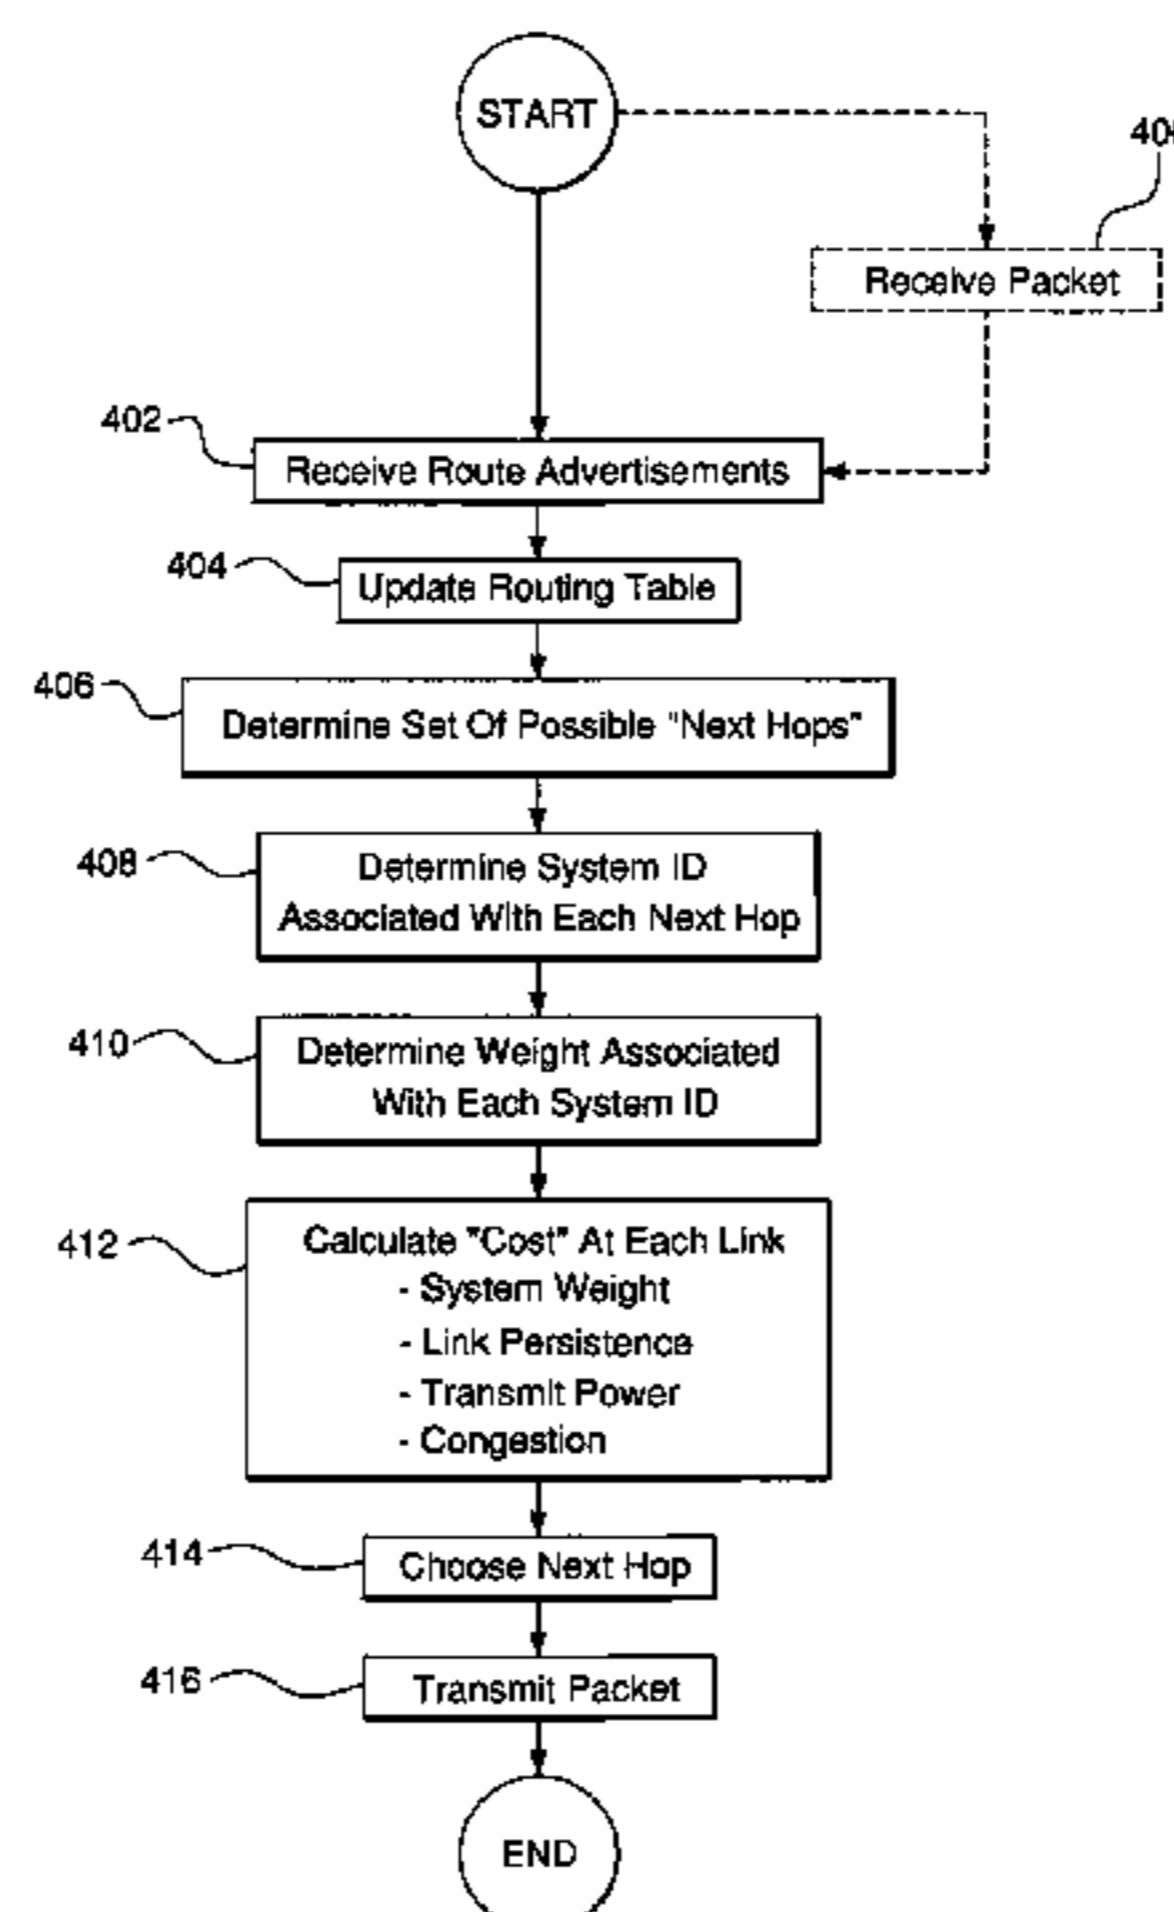 START
Receive Packet
402
Receive Route Advertisements
404
Update Routing Table
406
Determine Set Of Possible "Next Hops"
408
Determine System ID
Associated With Each Next Hop
410
Determine Weight Associated
With Each System ID
412
Calculate "Cost" At Each Link
- System Weight
- Link Persistence
- Transmit Power
- Congestion
414
Choose Next Hop
416
Transmit Packet
END